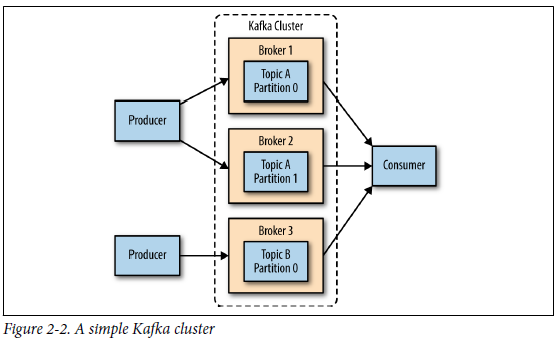 Kafka Cluster
Broker 1
Topic A
Partition 0
Producer
Broker 2
Topic A
Partition 1
Consumer
Broker 3
Topic B
Partition 0
Producer
Figure 2-2. A simple Kafka cluster